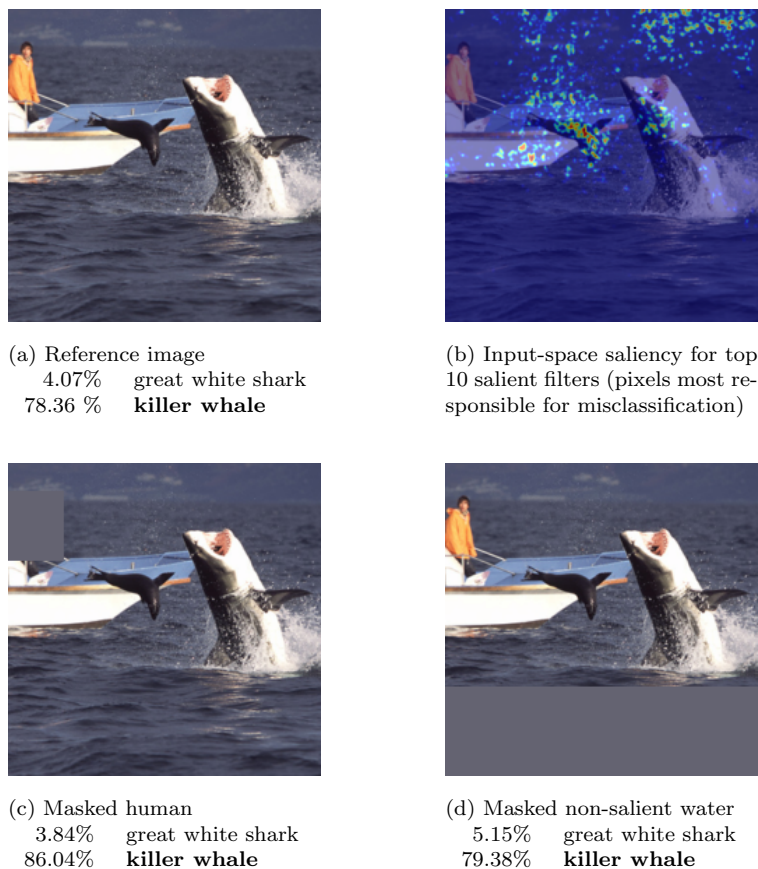 (a) Reference image
4.07% great white shark
78.36 % killer whale
(b) Input-space saliency for top
10 salient filters (pixels most re-
sponsible for misclassification)
(c) Masked human
3.84% great white shark
86.04% killer whale
(d) Masked non-salient water
5.15% great white shark
79.38% killer whale